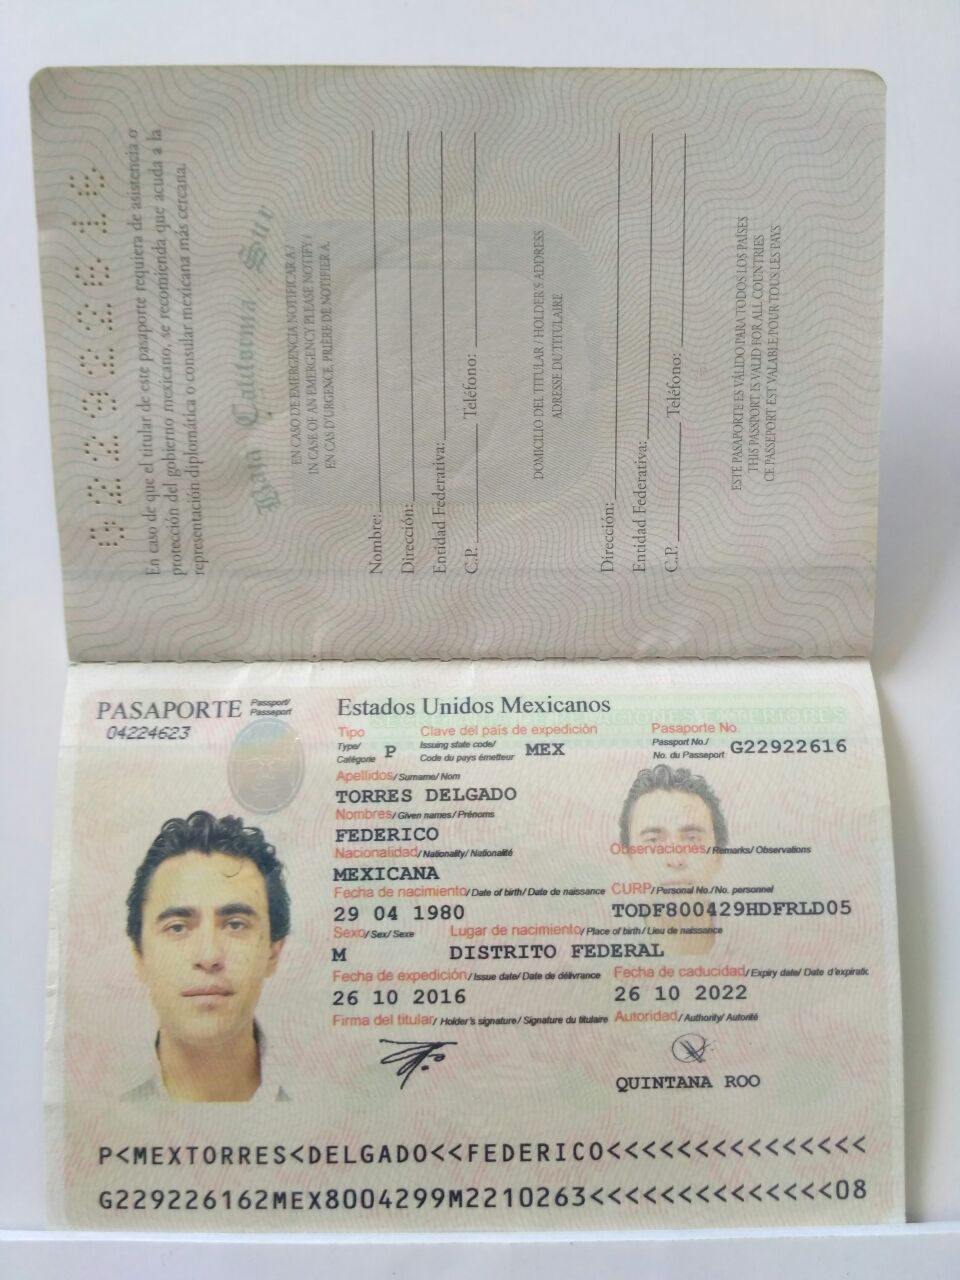 En caso de que el titular de este pasaporte requiera de asistencia o
protección del gobierno mexicano, se recomienda que acuda a la
representación diplomática o consular mexicana más cercana.
Baja California Sur
EN CASO DE EMERGENCIA NOTIFICAR A /
IN CASE OF AN EMERGENCY PLEASE NOTIFY /
EN CAS D'URGENCE, PRIÈRE DE NOTIFIER À.
Nombre:
Dirección:
Entidad Federativa:
C.P. Teléfono:
DOMICILIO DEL TITULAR / HOLDER'S ADDRESS
ADRESSE DU TITULAIRE
Dirección:
Entidad Federativa:
C.P. Teléfono:
ESTE PASAPORTE ES VÁLIDO PARA TODOS LOS PAÍSES
THIS PASSPORT IS VALID FOR ALL COUNTRIES
CE PASSEPORT EST VALABLE POUR TOUS LES PAYS
PASAPORTE Passport/ Passeport
04224623
Estados Unidos Mexicanos
Tipo Clave del país de expedición Pasaporte No.
Type/ Catégorie P Issuing state code/ Code du pays émetteur MEX Passport No./ No. du Passeport G22922616
Apellidos/Surname/Nom
TORRES DELGADO
Nombres/Given names/Prénoms
FEDERICO
Observaciones/Remarks/Observations
Nacionalidad/Nationality/Nationalité
MEXICANA
Fecha de nacimiento/Date of birth/Date de naissance CURP/Personal No./No. personnel
29 04 1980 TODF800429HDFRLD05
Sexo/Sex/Sexe Lugar de nacimiento/Place of birth/Lieu de naissance
M DISTRITO FEDERAL
Fecha de expedición/Issue date/Date de délivrance Fecha de caducidad/Expiry date/Date d'expiratic
26 10 2016 26 10 2022
Firma del titular/Holder's signature/Signature du titulaire Autoridad/Authority/Autorité
QUINTANA ROO
P<MEXTORRES<DELGADO<<FEDERICO<<<<<<<<<<<<<<<
G229226162MEX8004299M2210263<<<<<<<<<<<<<<08